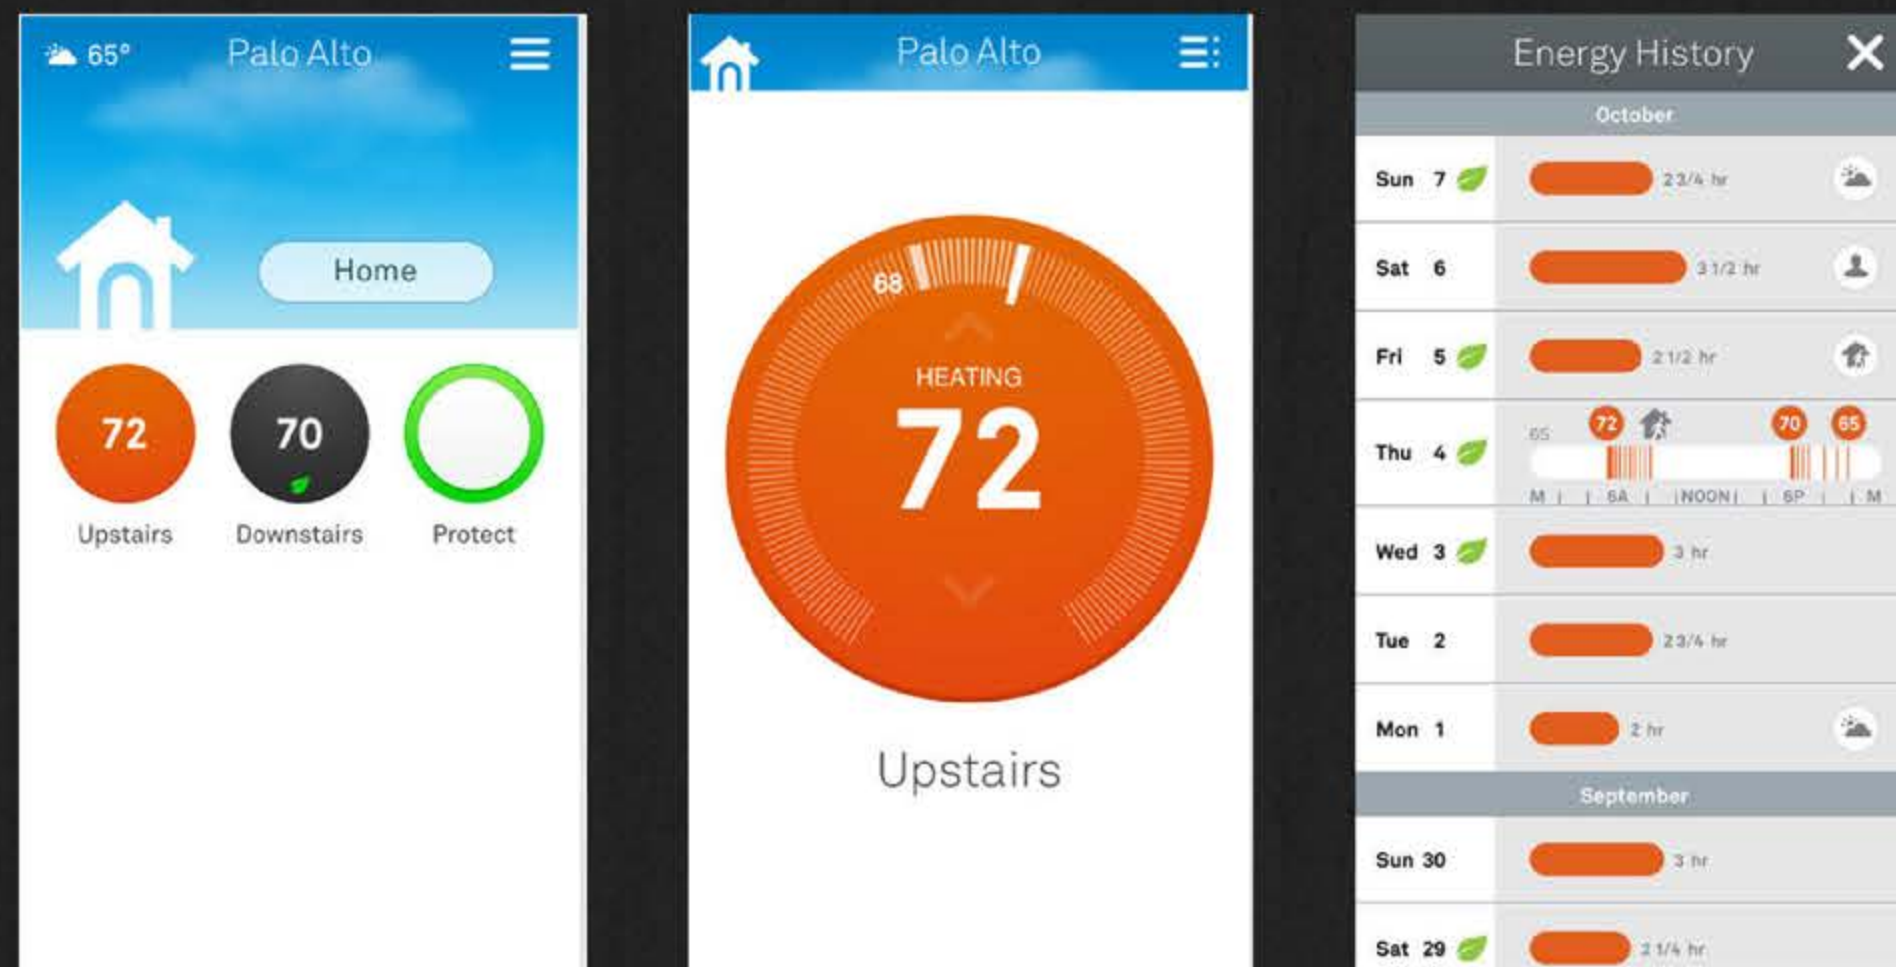 65°
Palo Alto
Home
72
70
Upstairs
Downstairs
Protect
Palo Alto
68
HEATING
72
Upstairs
Energy History
October
Sun 7
2 3/4 hr
Sat 6
3 1/2 hr
Fri 5
2 1/2 hr
65
72
70
65
Thu 4
M 6A NOON 6P M
Wed 3
3 hr
Tue 2
2 3/4 hr
Mon 1
2 hr
September
Sun 30
3 hr
Sat 29
2 1/4 hr